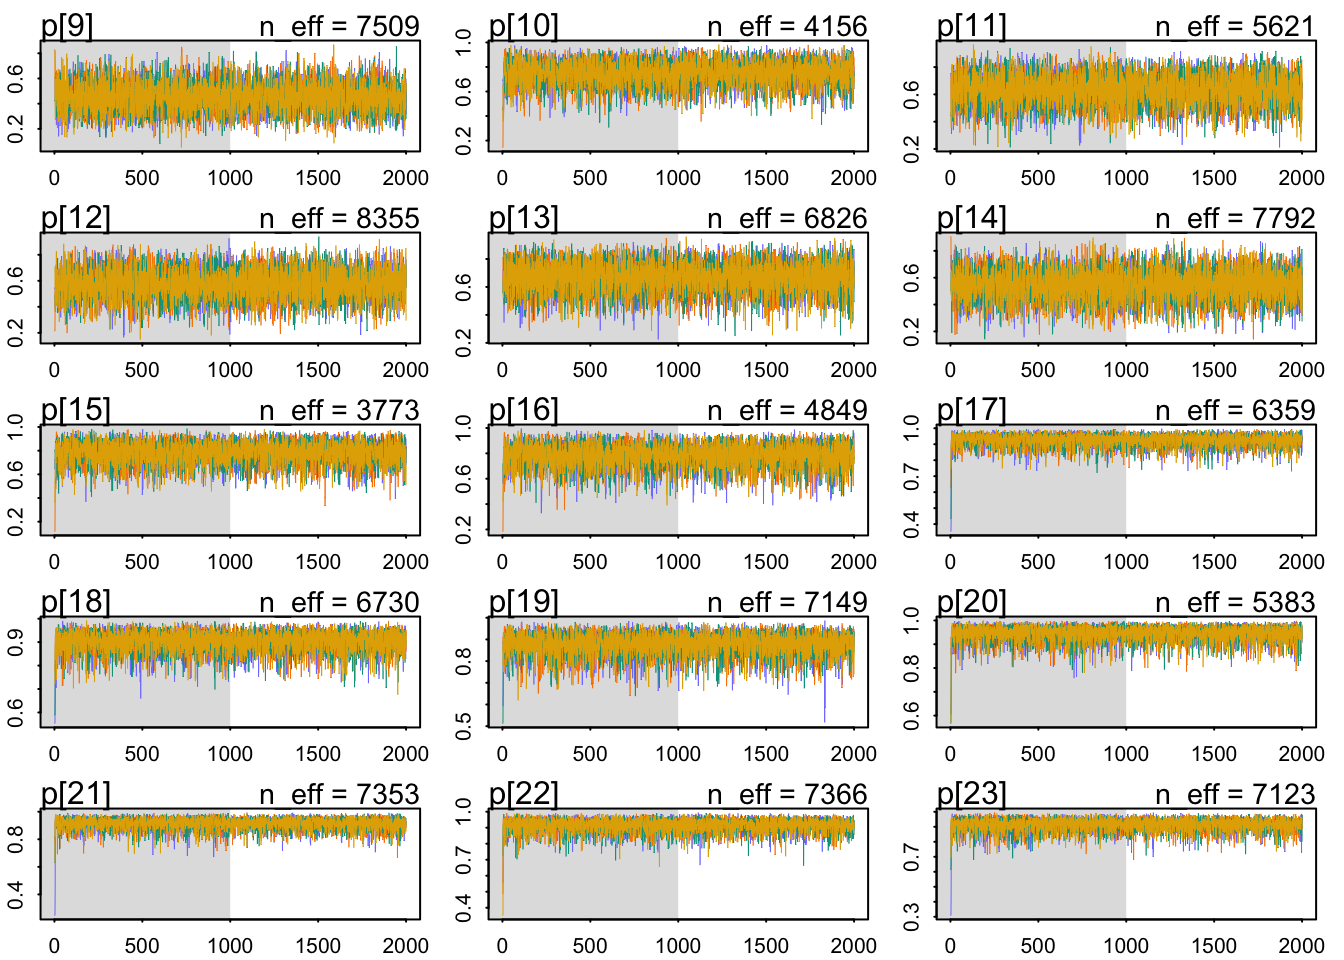 p[9] n_eff = 7509 p[10] n_eff = 4156 p[11] n_eff = 5621
0.2 0.6 0.2 0.6 1.0 0.2 0.6
0 500 1000 1500 2000 0 500 1000 1500 2000 0 500 1000 1500 2000
p[12] n_eff = 8355 p[13] n_eff = 6826 p[14] n_eff = 7792
0.2 0.6 0.2 0.6 0.2 0.6
0 500 1000 1500 2000 0 500 1000 1500 2000 0 500 1000 1500 2000
p[15] n_eff = 3773 p[16] n_eff = 4849 p[17] n_eff = 6359
0.2 0.6 1.0 0.2 0.6 1.0 0.4 0.7 1.0
0 500 1000 1500 2000 0 500 1000 1500 2000 0 500 1000 1500 2000
p[18] n_eff = 6730 p[19] n_eff = 7149 p[20] n_eff = 5383
0.6 0.9 0.5 0.8 0.6 0.8 1.0
0 500 1000 1500 2000 0 500 1000 1500 2000 0 500 1000 1500 2000
p[21] n_eff = 7353 p[22] n_eff = 7366 p[23] n_eff = 7123
0.4 0.8 0.4 0.7 1.0 0.3 0.7
0 500 1000 1500 2000 0 500 1000 1500 2000 0 500 1000 1500 2000